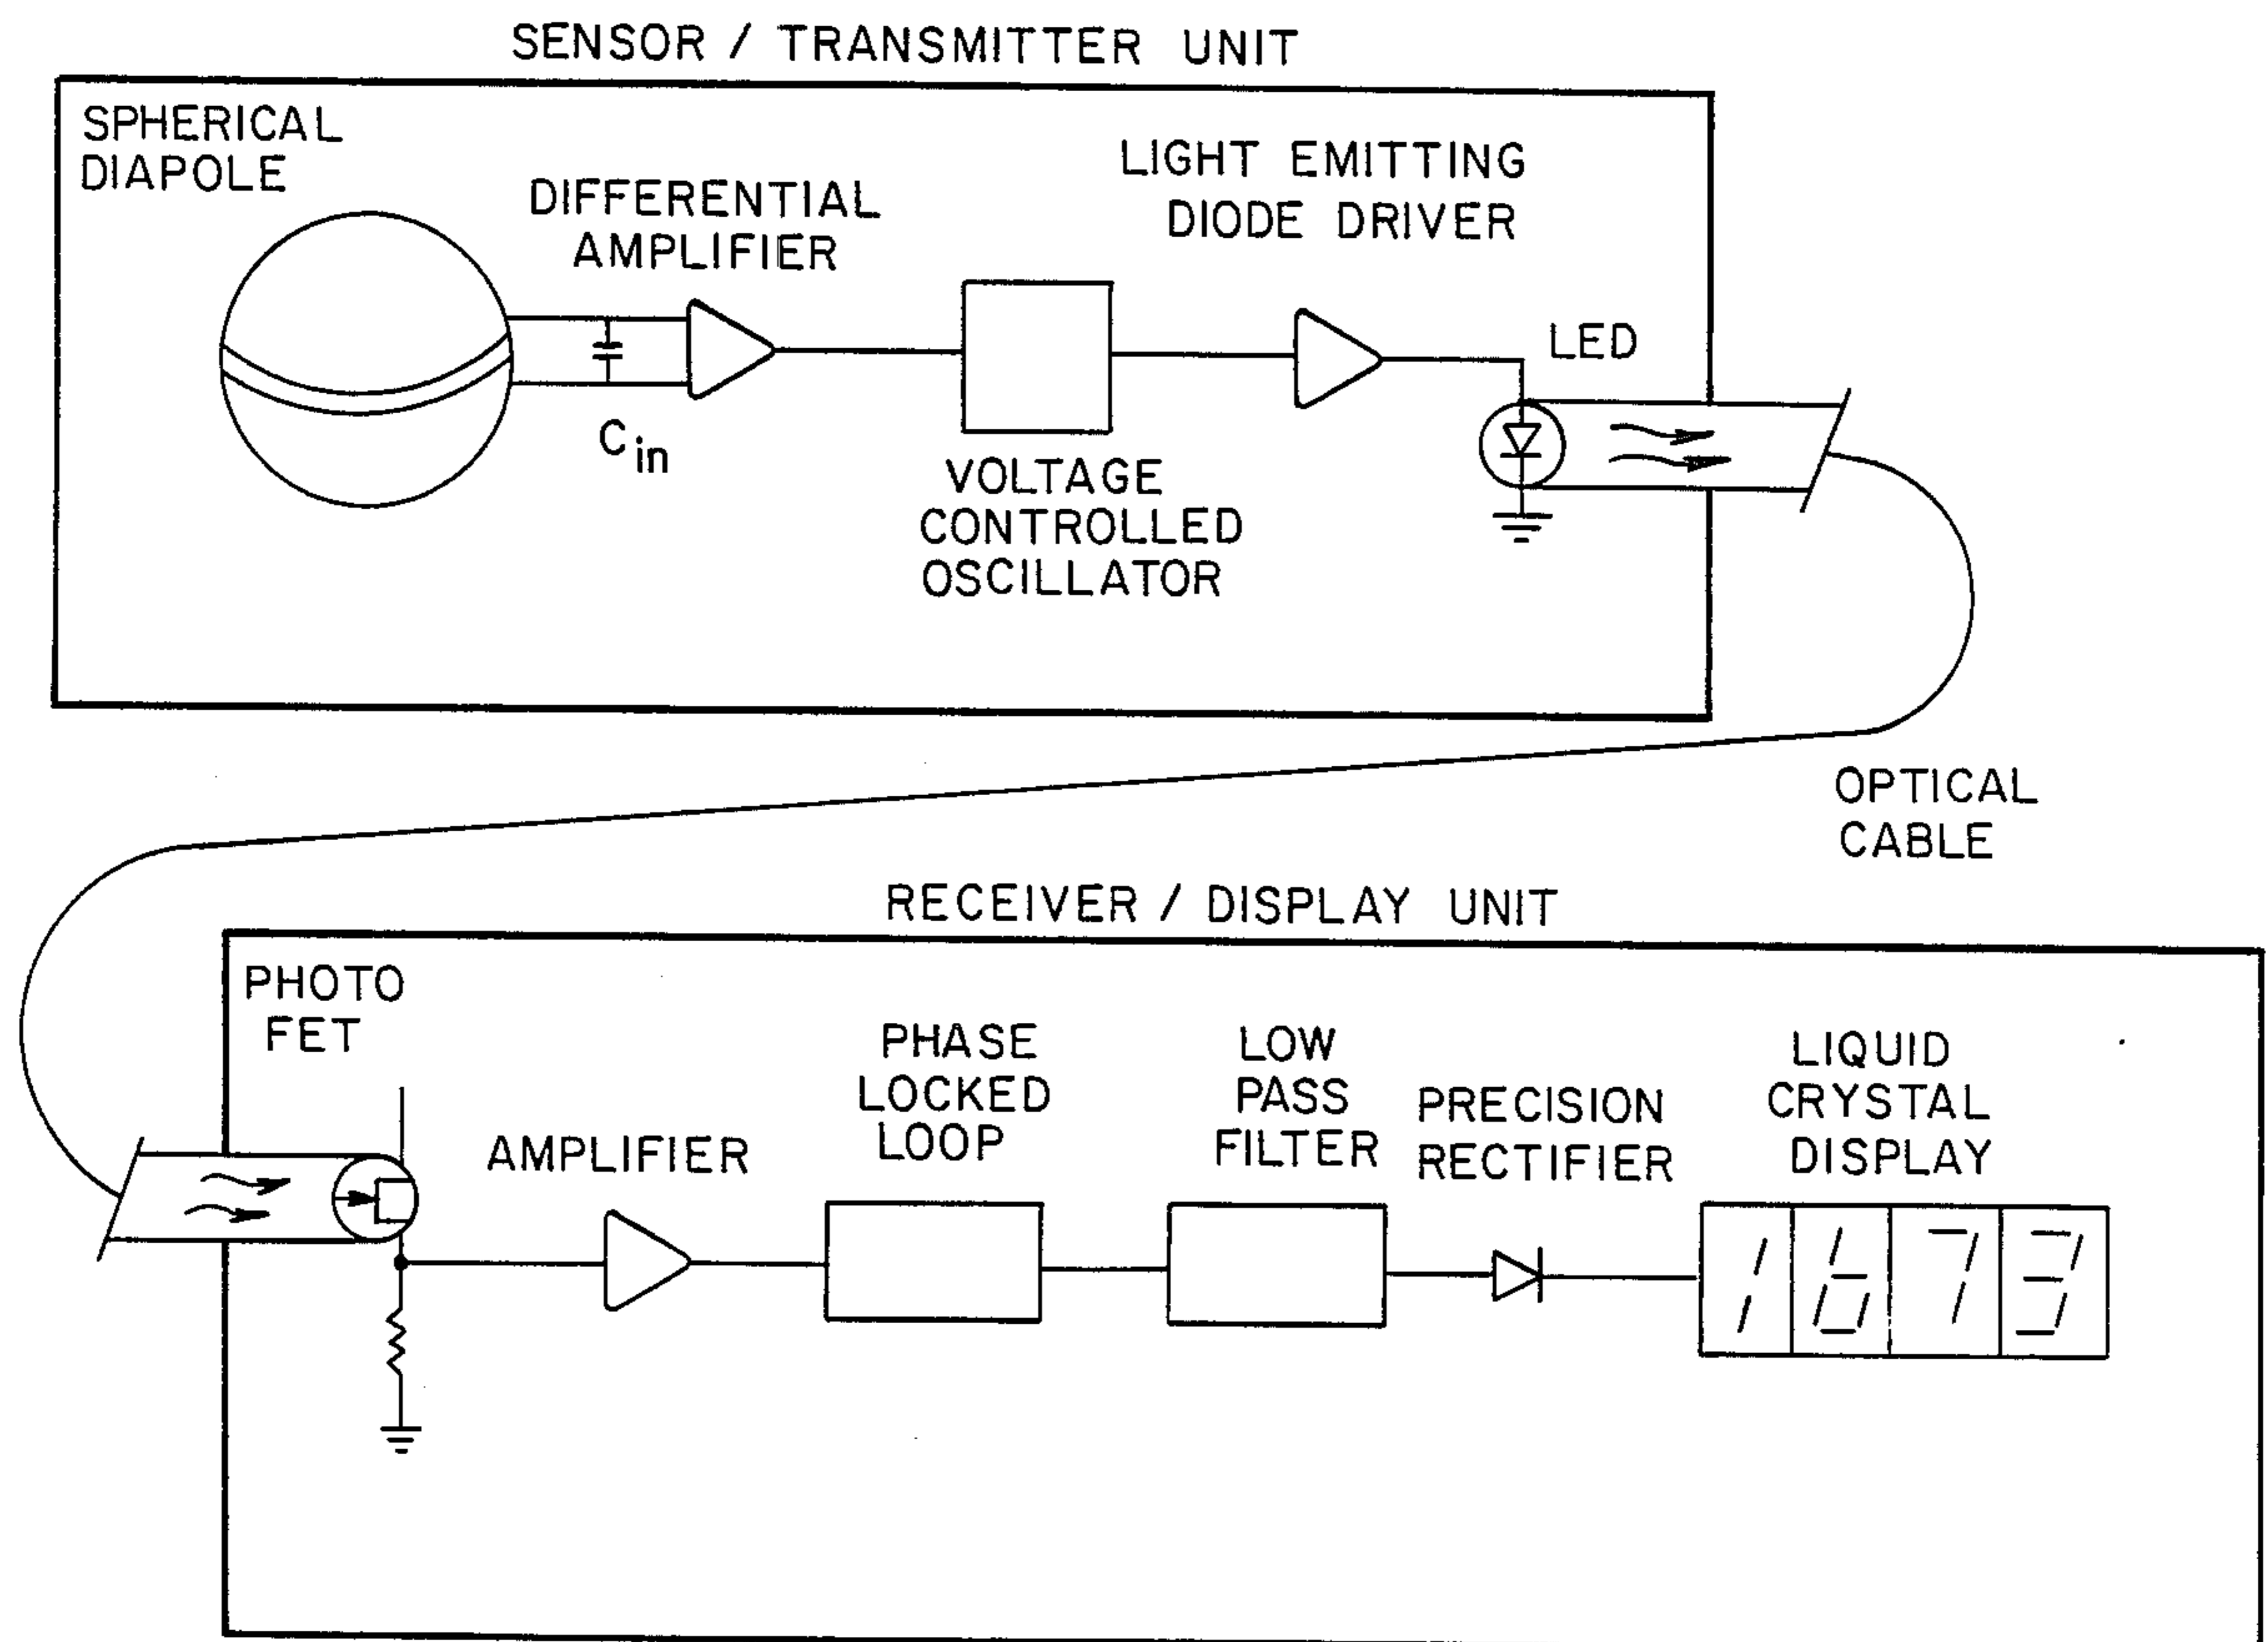 SENSOR / TRANSMITTER UNIT
SPHERICAL
DIAPOLE
DIFFERENTIAL
AMPLIFIER
LIGHT EMITTING
DIODE DRIVER
LED
Cin
VOLTAGE
CONTROLLED
OSCILLATOR
OPTICAL
CABLE
RECEIVER / DISPLAY UNIT
PHOTO
FET
AMPLIFIER
PHASE
LOCKED
LOOP
LOW
PASS
FILTER
PRECISION
RECTIFIER
LIQUID
CRYSTAL
DISPLAY
1673